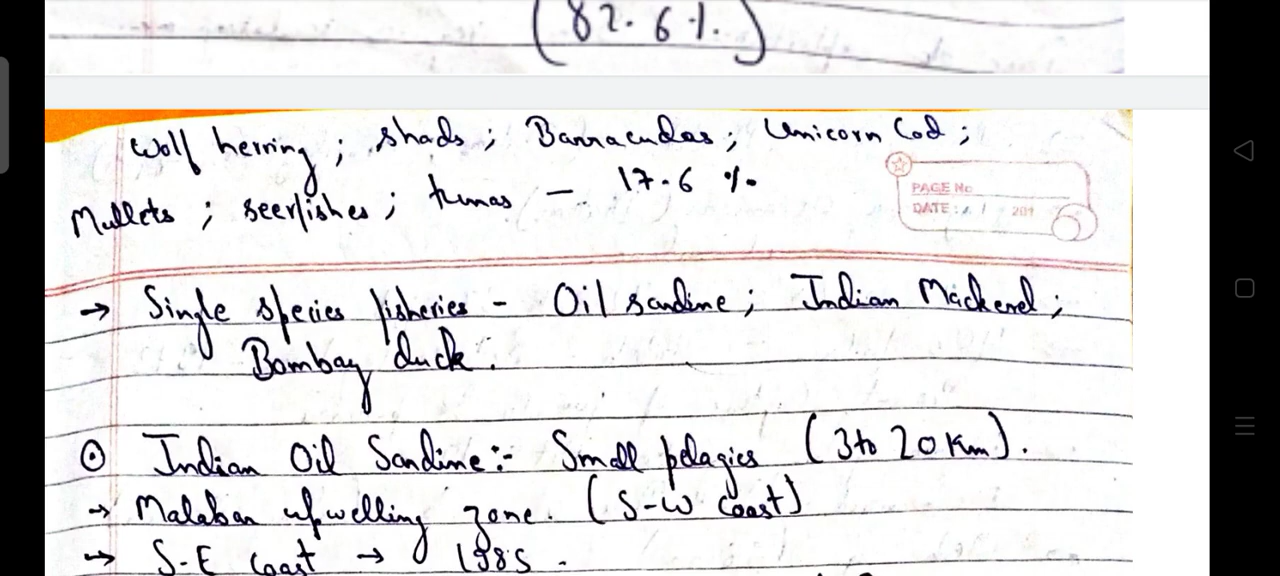 (82.6%)
Wolf herring; shads; Barracudas; Unicorn Cod;
Mullets; seerfishes; tunas — 17.6 %
PAGE No
DATE: / / 201
→ Single species fisheries - Oil sardine; Indian Mackerel;
Bombay duck.
⊙ Indian Oil Sardine:- Small pelagics (3 to 20 Km).
→ Malabar upwelling zone. (S-W coast)
→ S-E coast → 1985.